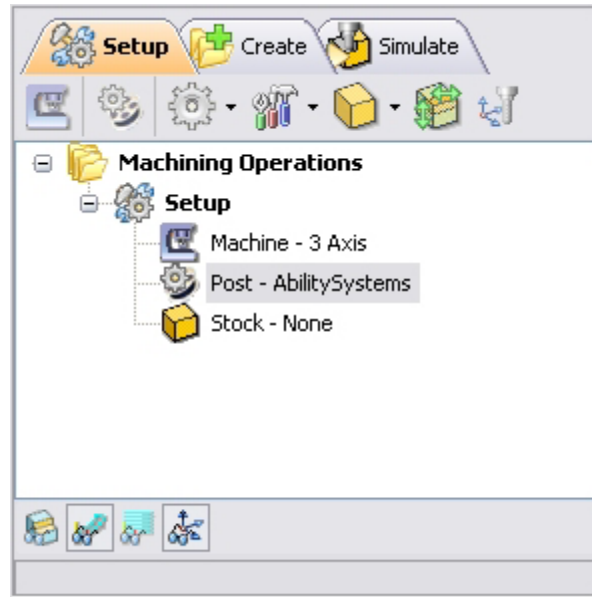 Setup Create Simulate
Machining Operations
Setup
Machine - 3 Axis
Post - AbilitySystems
Stock - None